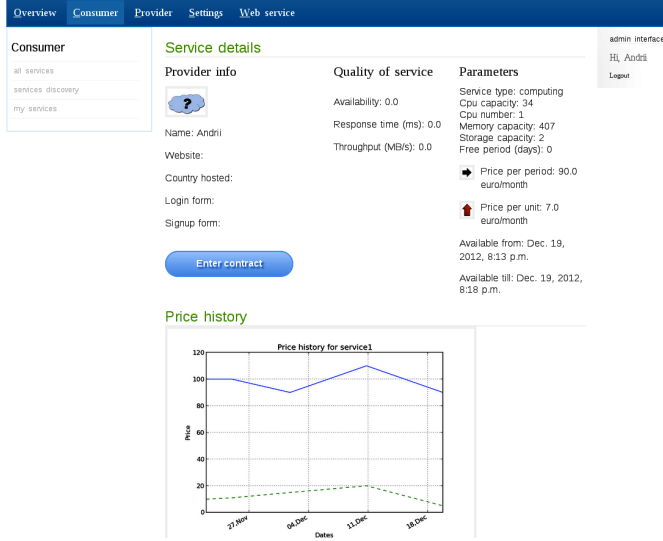 Overview Consumer Provider Settings Web service
admin interface
Hi, Andrii
Logout
Consumer
all services
services discovery
my services
Service details
Provider info
?
Name: Andrii
Website:
Country hosted:
Login form:
Signup form:
Enter contract
Quality of service
Availability: 0.0
Response time (ms): 0.0
Throughput (MB/s): 0.0
Parameters
Service type: computing
Cpu capacity: 34
Cpu number: 1
Memory capacity: 407
Storage capacity: 2
Free period (days): 0
Price per period: 90.0
euro/month
Price per unit: 7.0
euro/month
Available from: Dec. 19,
2012, 8:13 p.m.
Available till: Dec. 19, 2012,
8:18 p.m.
Price history
Price history for service1
120
100
80
60
40
20
0
Price
27.Nov
04.Dec
11.Dec
18.Dec
Dates